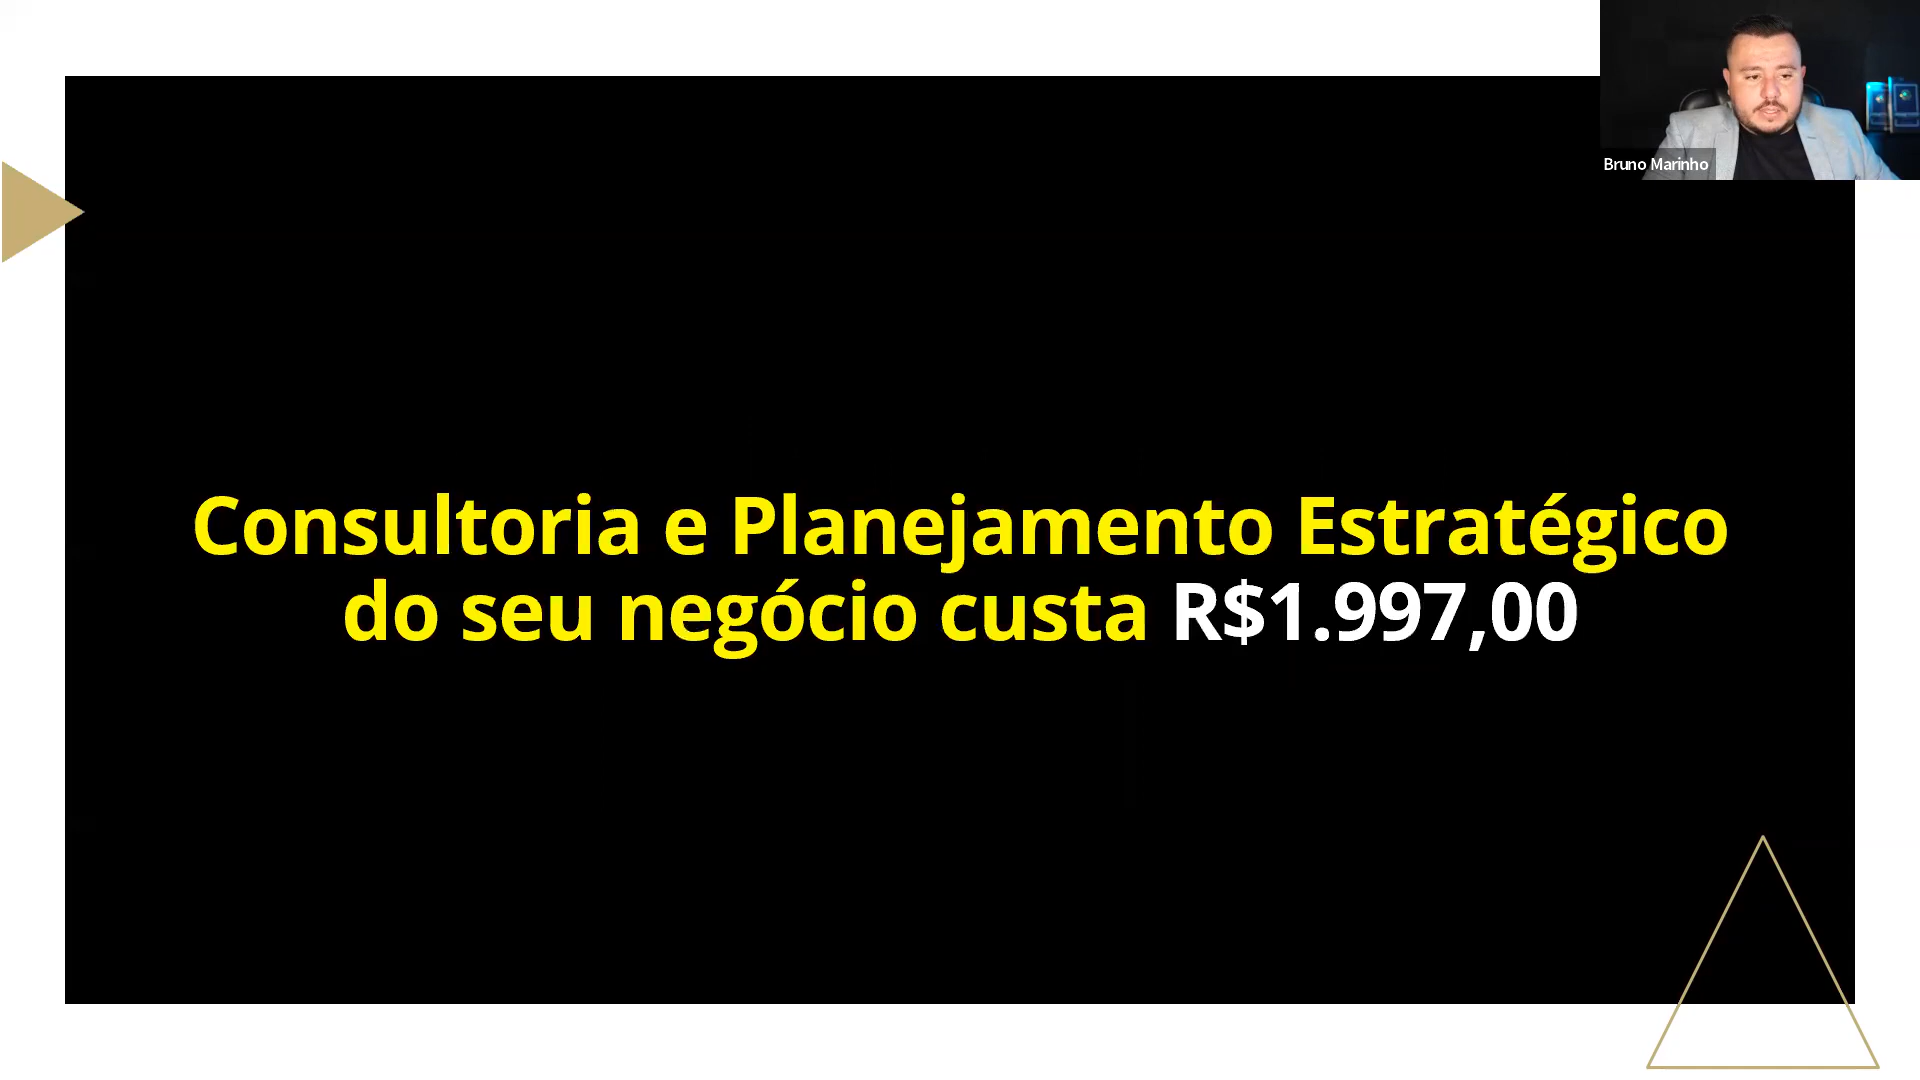 Bruno Marinho
Consultoria e Planejamento Estratégico
do seu negócio custa R$1.997,00